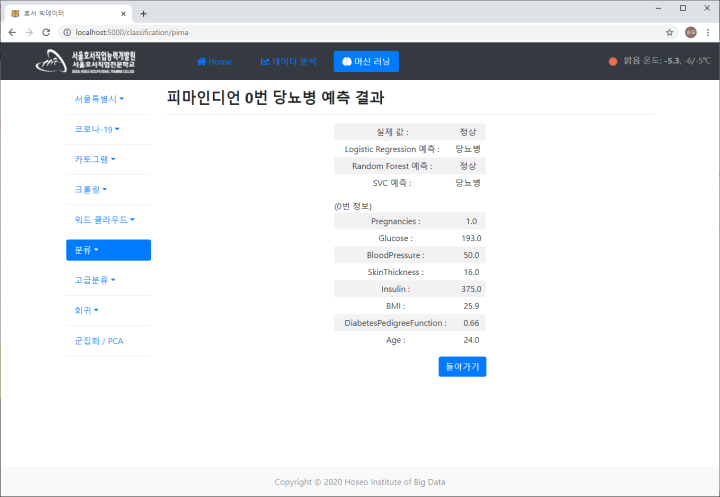 호서 빅데이터
localhost:5000/classification/pima
서울호서직업능력개발원
서울호서직업전문학교
SEOUL HOSEO OCCUPATIONAL TRAINING COLLEGE
Home
데이터 분석
머신 러닝
맑음 온도: -5.3, -6/-5℃
서울특별시
코로나-19
카토그램
크롤링
워드 클라우드
분류
고급분류
회귀
군집화 / PCA
피마인디언 0번 당뇨병 예측 결과
실제 값 : 정상
Logistic Regression 예측 : 당뇨병
Random Forest 예측 : 정상
SVC 예측 : 당뇨병
(0번 정보)
Pregnancies : 1.0
Glucose : 193.0
BloodPressure : 50.0
SkinThickness : 16.0
Insulin : 375.0
BMI : 25.9
DiabetesPedigreeFunction : 0.66
Age : 24.0
돌아가기
Copyright © 2020 Hoseo Institute of Big Data